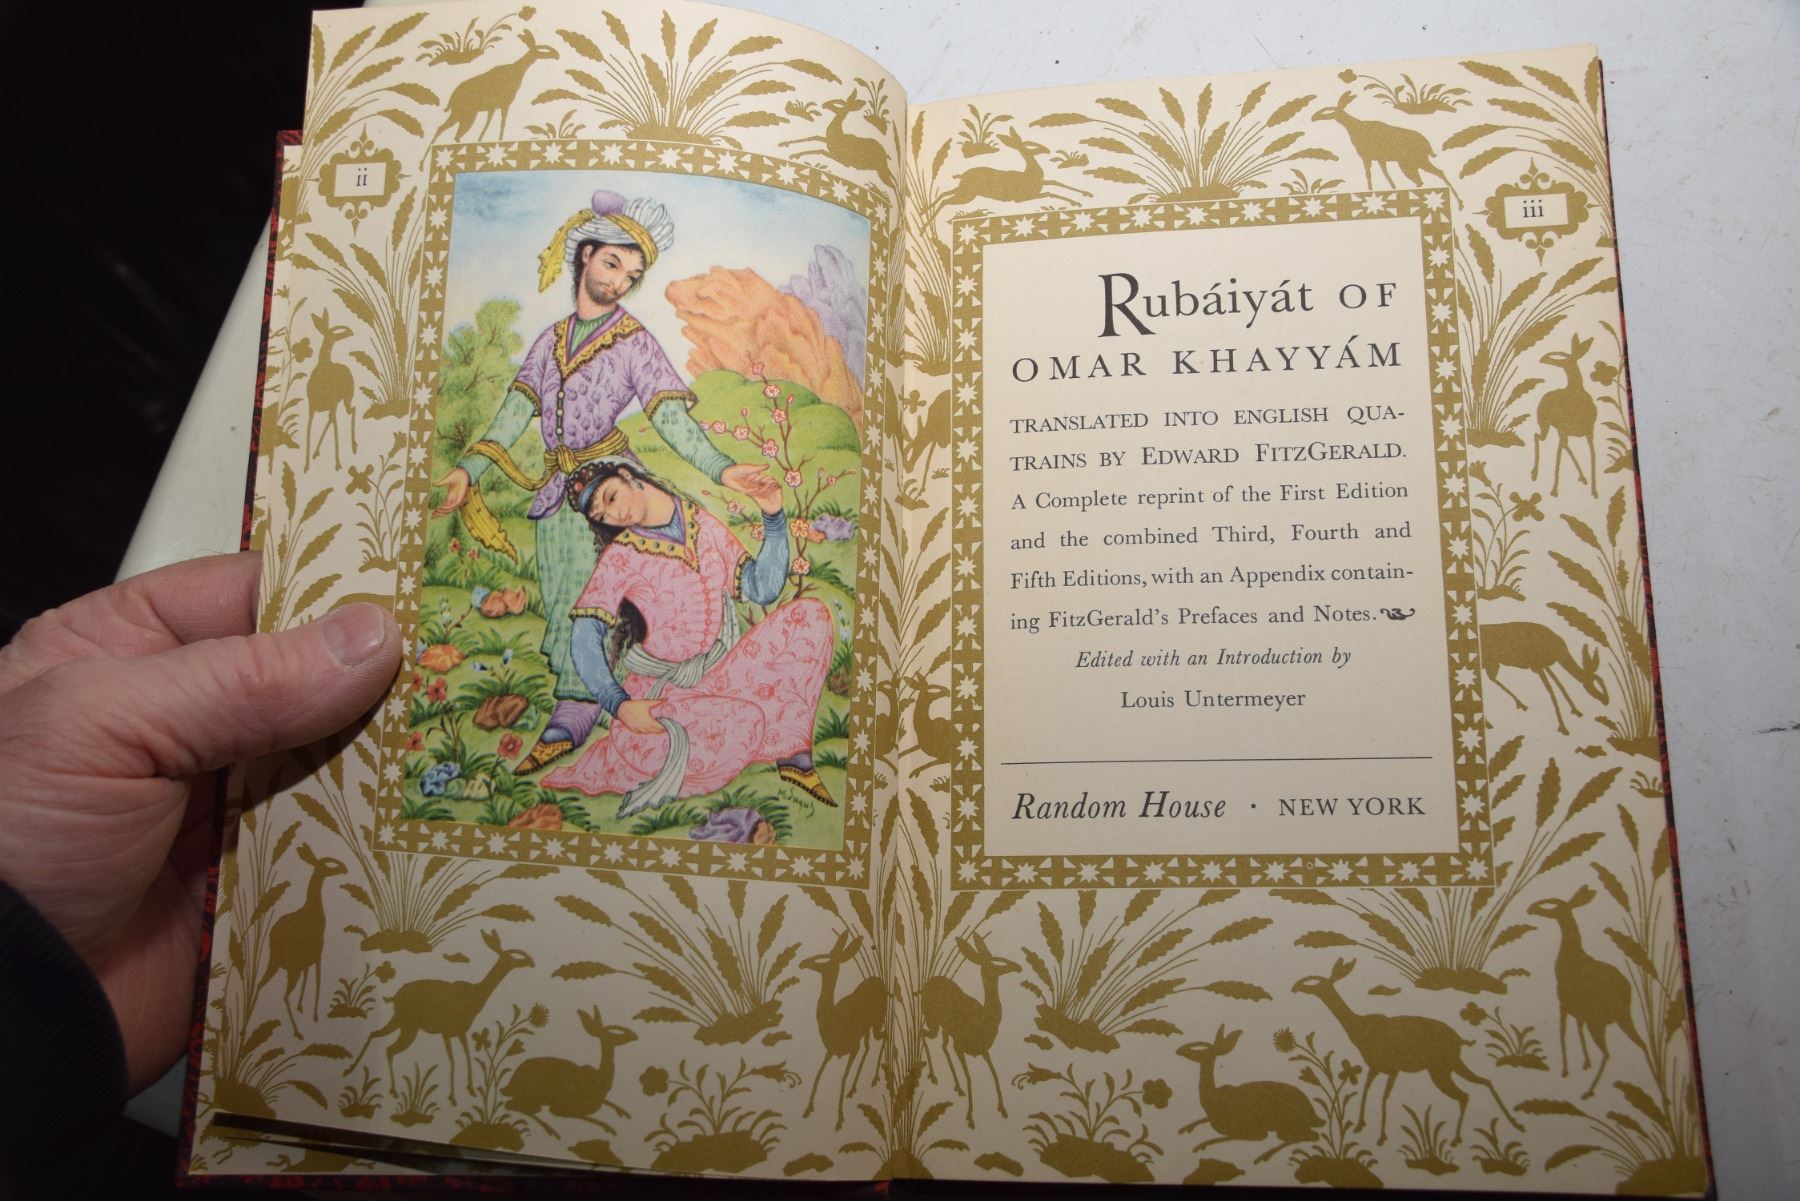 ii
iii
Rubáiyát OF
OMAR KHAYYÁM
TRANSLATED INTO ENGLISH QUA-
TRAINS BY EDWARD FITZGERALD.
A Complete reprint of the First Edition
and the combined Third, Fourth and
Fifth Editions, with an Appendix contain-
ing FitzGerald's Prefaces and Notes.
Edited with an Introduction by
Louis Untermeyer
Random House · NEW YORK